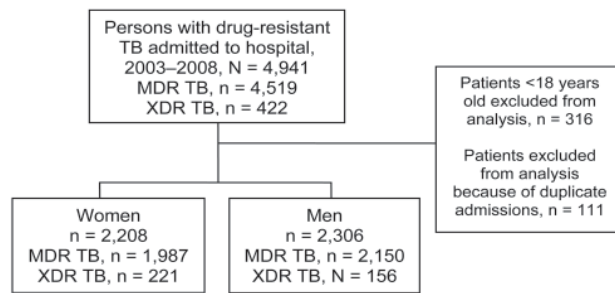 Persons with drug-resistant
TB admitted to hospital,
2003–2008, N = 4,941
MDR TB, n = 4,519
XDR TB, n = 422
Patients <18 years
old excluded from
analysis, n = 316
Patients excluded
from analysis
because of duplicate
admissions, n = 111
Women
n = 2,208
MDR TB, n = 1,987
XDR TB, n = 221
Men
n = 2,306
MDR TB, n = 2,150
XDR TB, N = 156